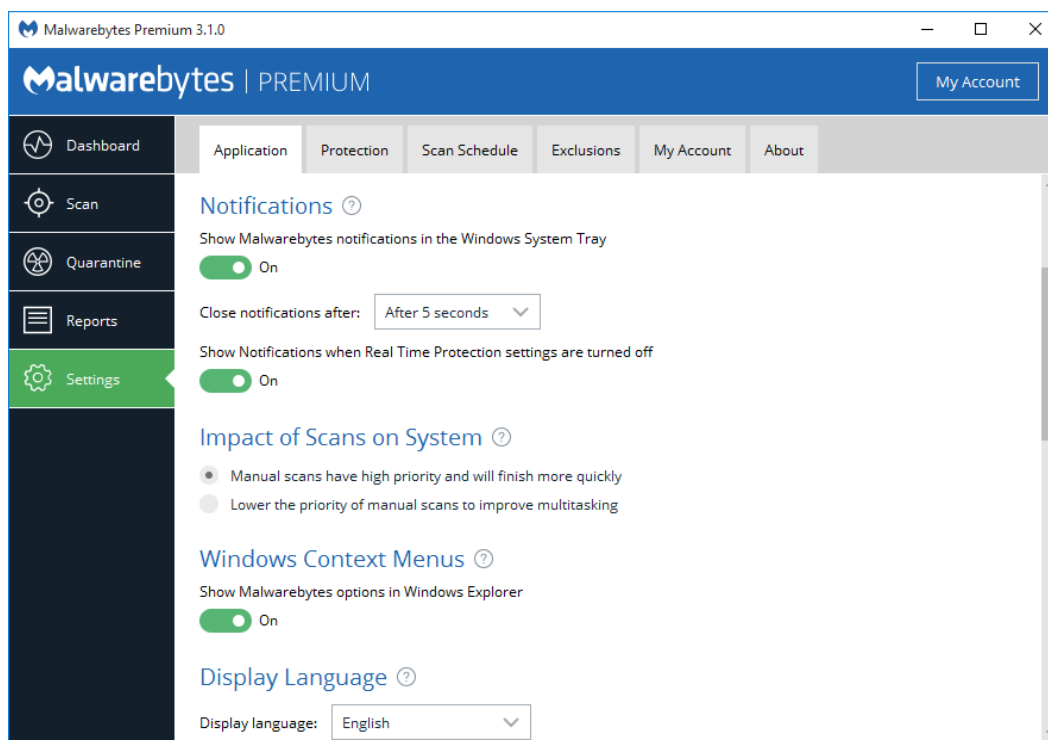 Malwarebytes Premium 3.1.0
Malwarebytes | PREMIUM
My Account
Dashboard
Scan
Quarantine
Reports
Settings
Application Protection Scan Schedule Exclusions My Account About
Notifications ?
Show Malwarebytes notifications in the Windows System Tray
On
Close notifications after: After 5 seconds
Show Notifications when Real Time Protection settings are turned off
On
Impact of Scans on System ?
Manual scans have high priority and will finish more quickly
Lower the priority of manual scans to improve multitasking
Windows Context Menus ?
Show Malwarebytes options in Windows Explorer
On
Display Language ?
Display language: English